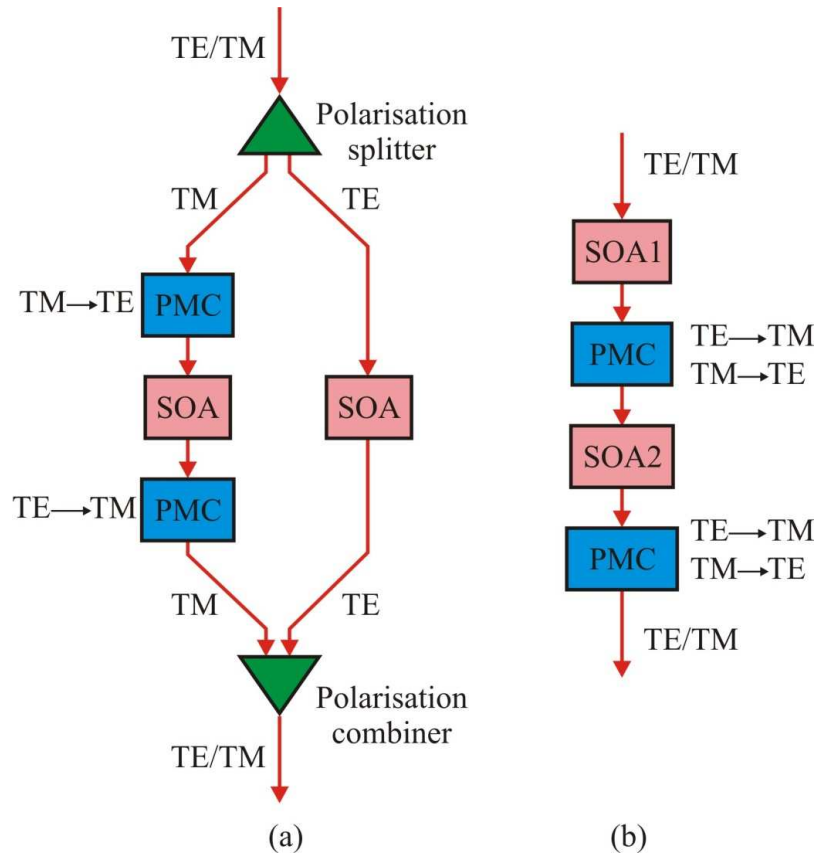 TE/TM
Polarisation
splitter
TM
TE
TM→TE
PMC
SOA
SOA
TE→TM
PMC
TM
TE
Polarisation
combiner
TE/TM
(a)
TE/TM
SOA1
PMC
TE→TM
TM→TE
SOA2
PMC
TE→TM
TM→TE
TE/TM
(b)